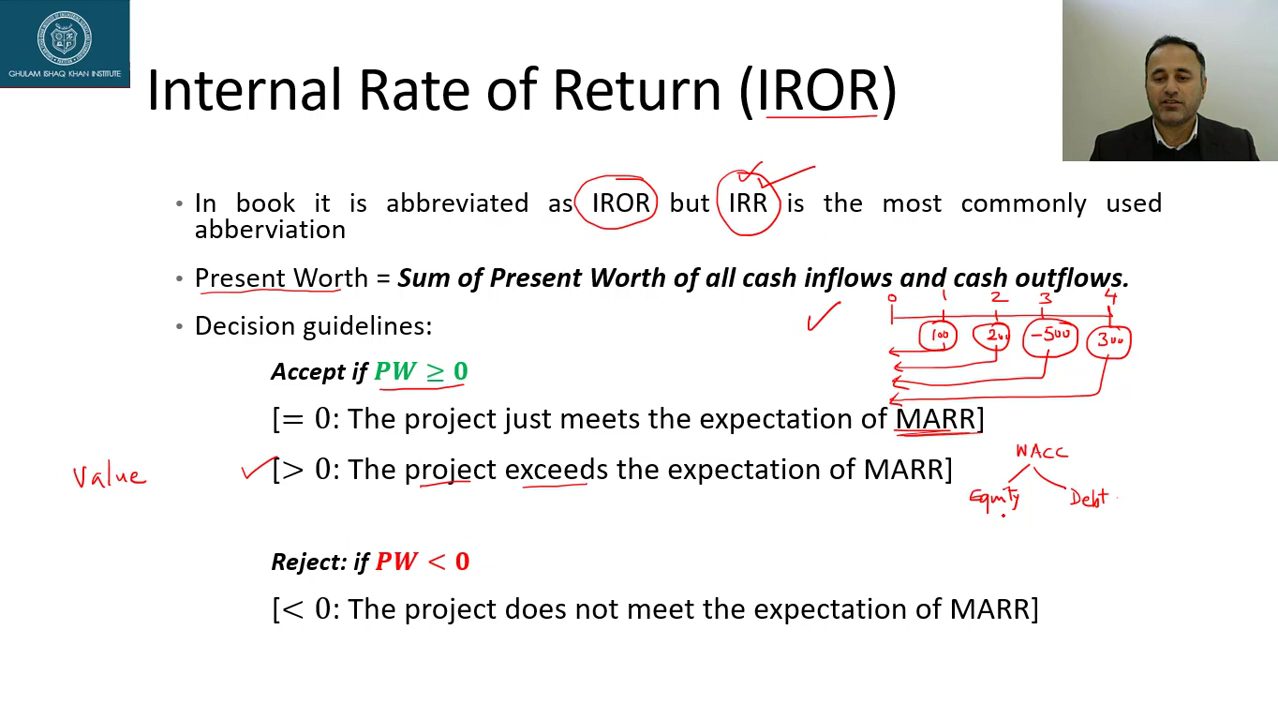 GHULAM ISHAQ KHAN INSTITUTE
Internal Rate of Return (IROR)
• In book it is abbreviated as IROR but IRR is the most commonly used
abberviation
• Present Worth = Sum of Present Worth of all cash inflows and cash outflows.
0 1 2 3 4
• Decision guidelines:
100 200 -500 300
Accept if PW ≥ 0
[= 0: The project just meets the expectation of MARR]
WACC
Value [> 0: The project exceeds the expectation of MARR]
Equity Debt
Reject: if PW < 0
[< 0: The project does not meet the expectation of MARR]